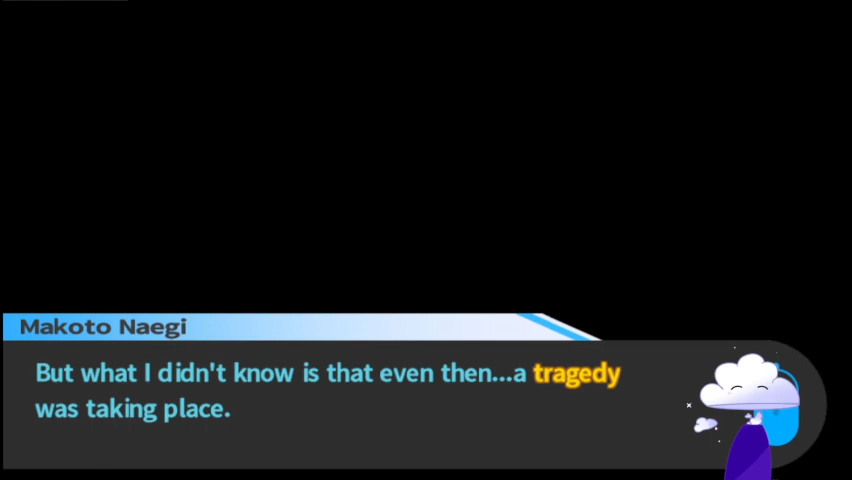 Makoto Naegi
But what I didn't know is that even then...a tragedy
was taking place.